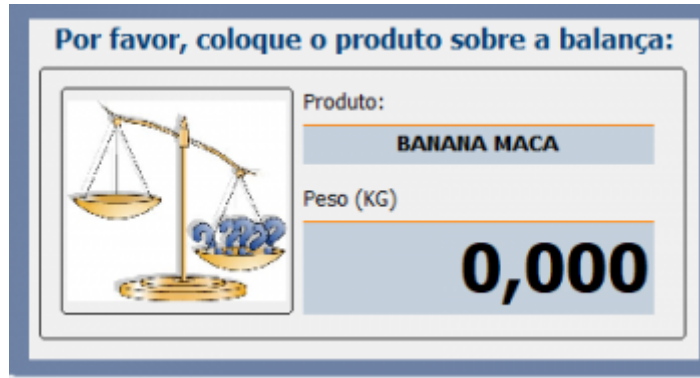 Por favor, coloque o produto sobre a balança:
Produto:
BANANA MACA
Peso (KG)
0,000